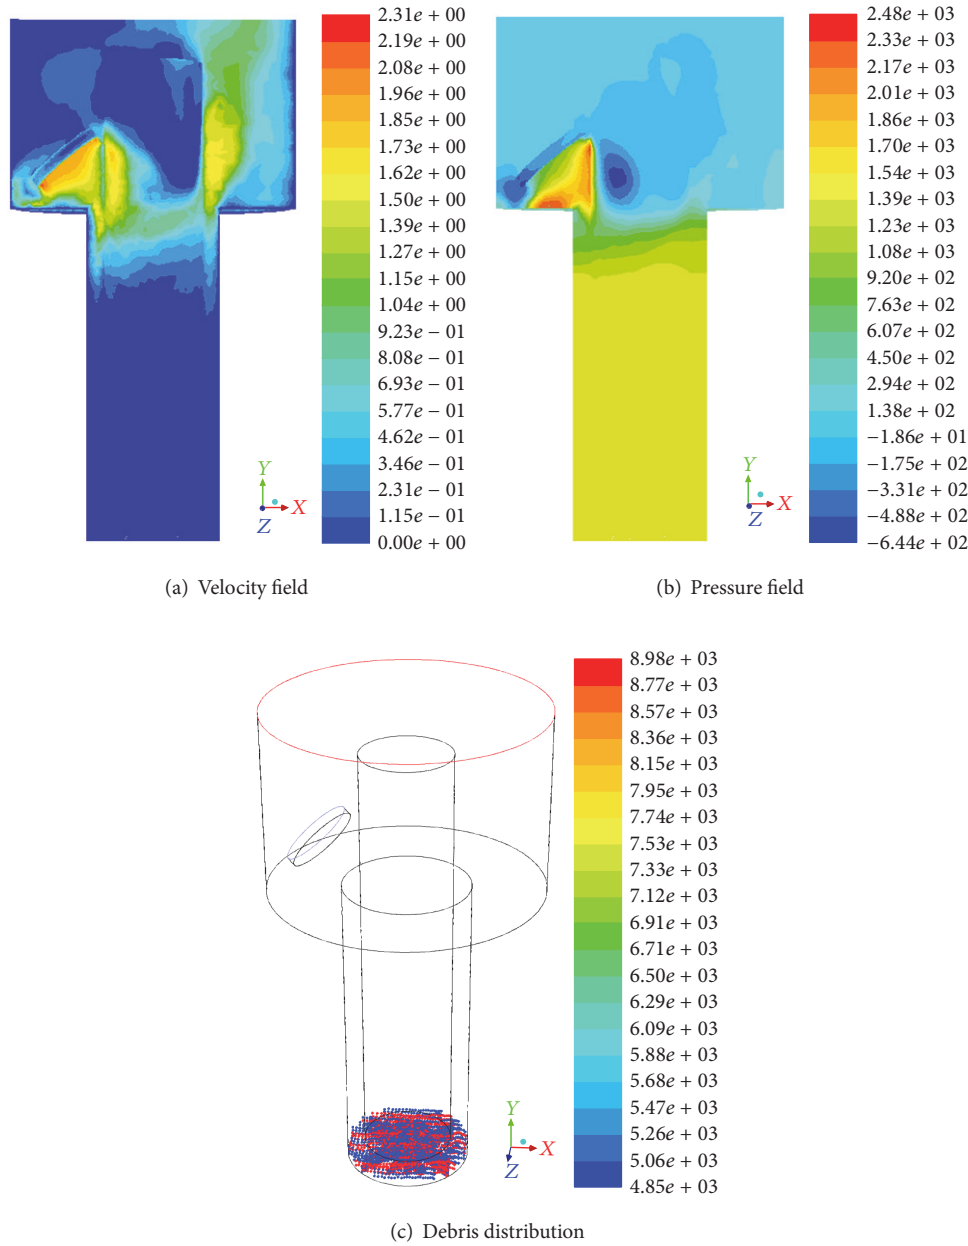 2.31e + 00
2.19e + 00
2.08e + 00
1.96e + 00
1.85e + 00
1.73e + 00
1.62e + 00
1.50e + 00
1.39e + 00
1.27e + 00
1.15e + 00
1.04e + 00
9.23e − 01
8.08e − 01
6.93e − 01
5.77e − 01
4.62e − 01
3.46e − 01
2.31e − 01
1.15e − 01
0.00e + 00
Y
X
Z
(a) Velocity field
2.48e + 03
2.33e + 03
2.17e + 03
2.01e + 03
1.86e + 03
1.70e + 03
1.54e + 03
1.39e + 03
1.23e + 03
1.08e + 03
9.20e + 02
7.63e + 02
6.07e + 02
4.50e + 02
2.94e + 02
1.38e + 02
−1.86e + 01
−1.75e + 02
−3.31e + 02
−4.88e + 02
−6.44e + 02
Y
X
Z
(b) Pressure field
8.98e + 03
8.77e + 03
8.57e + 03
8.36e + 03
8.15e + 03
7.95e + 03
7.74e + 03
7.53e + 03
7.33e + 03
7.12e + 03
6.91e + 03
6.71e + 03
6.50e + 03
6.29e + 03
6.09e + 03
5.88e + 03
5.68e + 03
5.47e + 03
5.26e + 03
5.06e + 03
4.85e + 03
Y
X
Z
(c) Debris distribution